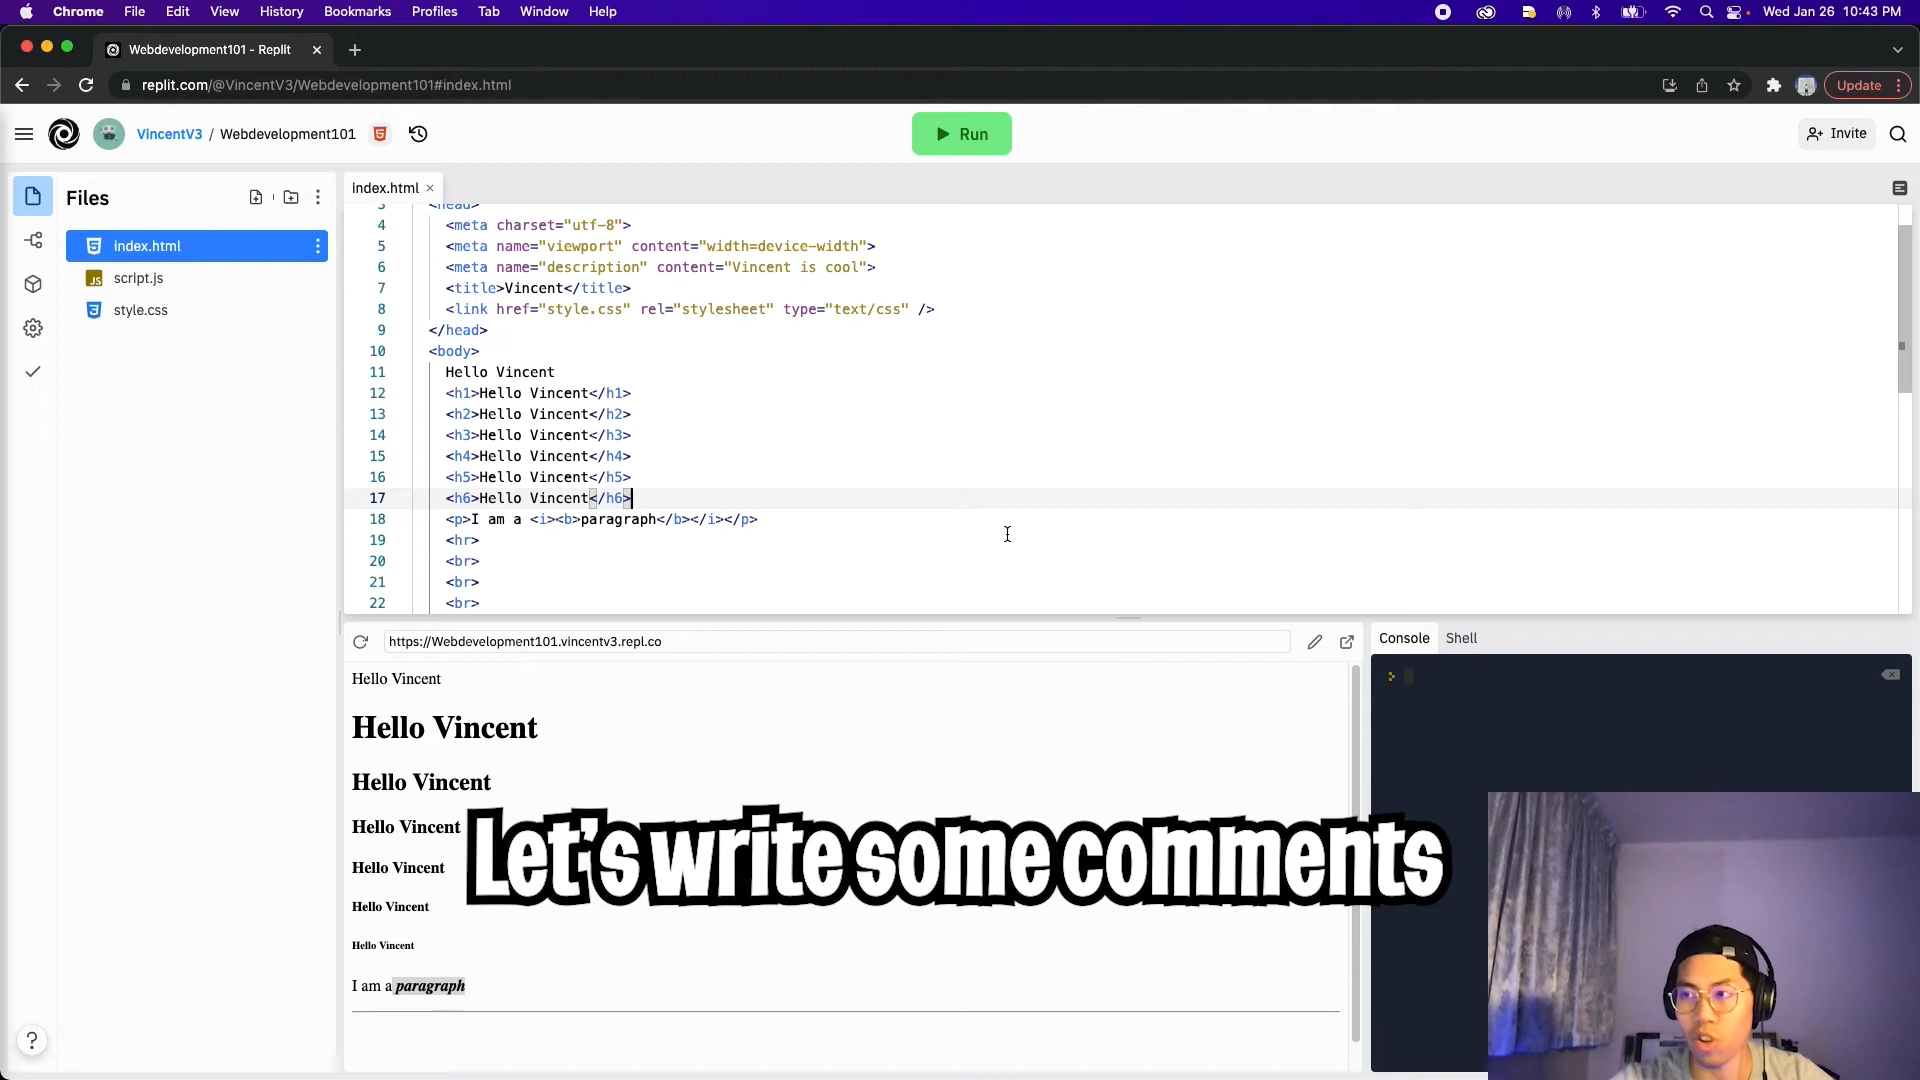 Chrome File Edit View History Bookmarks Profiles Tab Window Help Wed Jan 26 10:43 PM
Webdevelopment101 - Replit
replit.com/@VincentV3/Webdevelopment101#index.html Update
VincentV3 / Webdevelopment101 Run Invite
Files
index.html
script.js
style.css
index.html
3 <head>
4 <meta charset="utf-8">
5 <meta name="viewport" content="width=device-width">
6 <meta name="description" content="Vincent is cool">
7 <title>Vincent</title>
8 <link href="style.css" rel="stylesheet" type="text/css" />
9 </head>
10 <body>
11 Hello Vincent
12 <h1>Hello Vincent</h1>
13 <h2>Hello Vincent</h2>
14 <h3>Hello Vincent</h3>
15 <h4>Hello Vincent</h4>
16 <h5>Hello Vincent</h5>
17 <h6>Hello Vincent</h6>
18 <p>I am a <i><b>paragraph</b></i></p>
19 <hr>
20 <br>
21 <br>
22 <br>
https://Webdevelopment101.vincentv3.repl.co
Console Shell
Hello Vincent
Hello Vincent
Hello Vincent
Hello Vincent
Hello Vincent
Hello Vincent
Hello Vincent
I am a paragraph
Let's write some comments